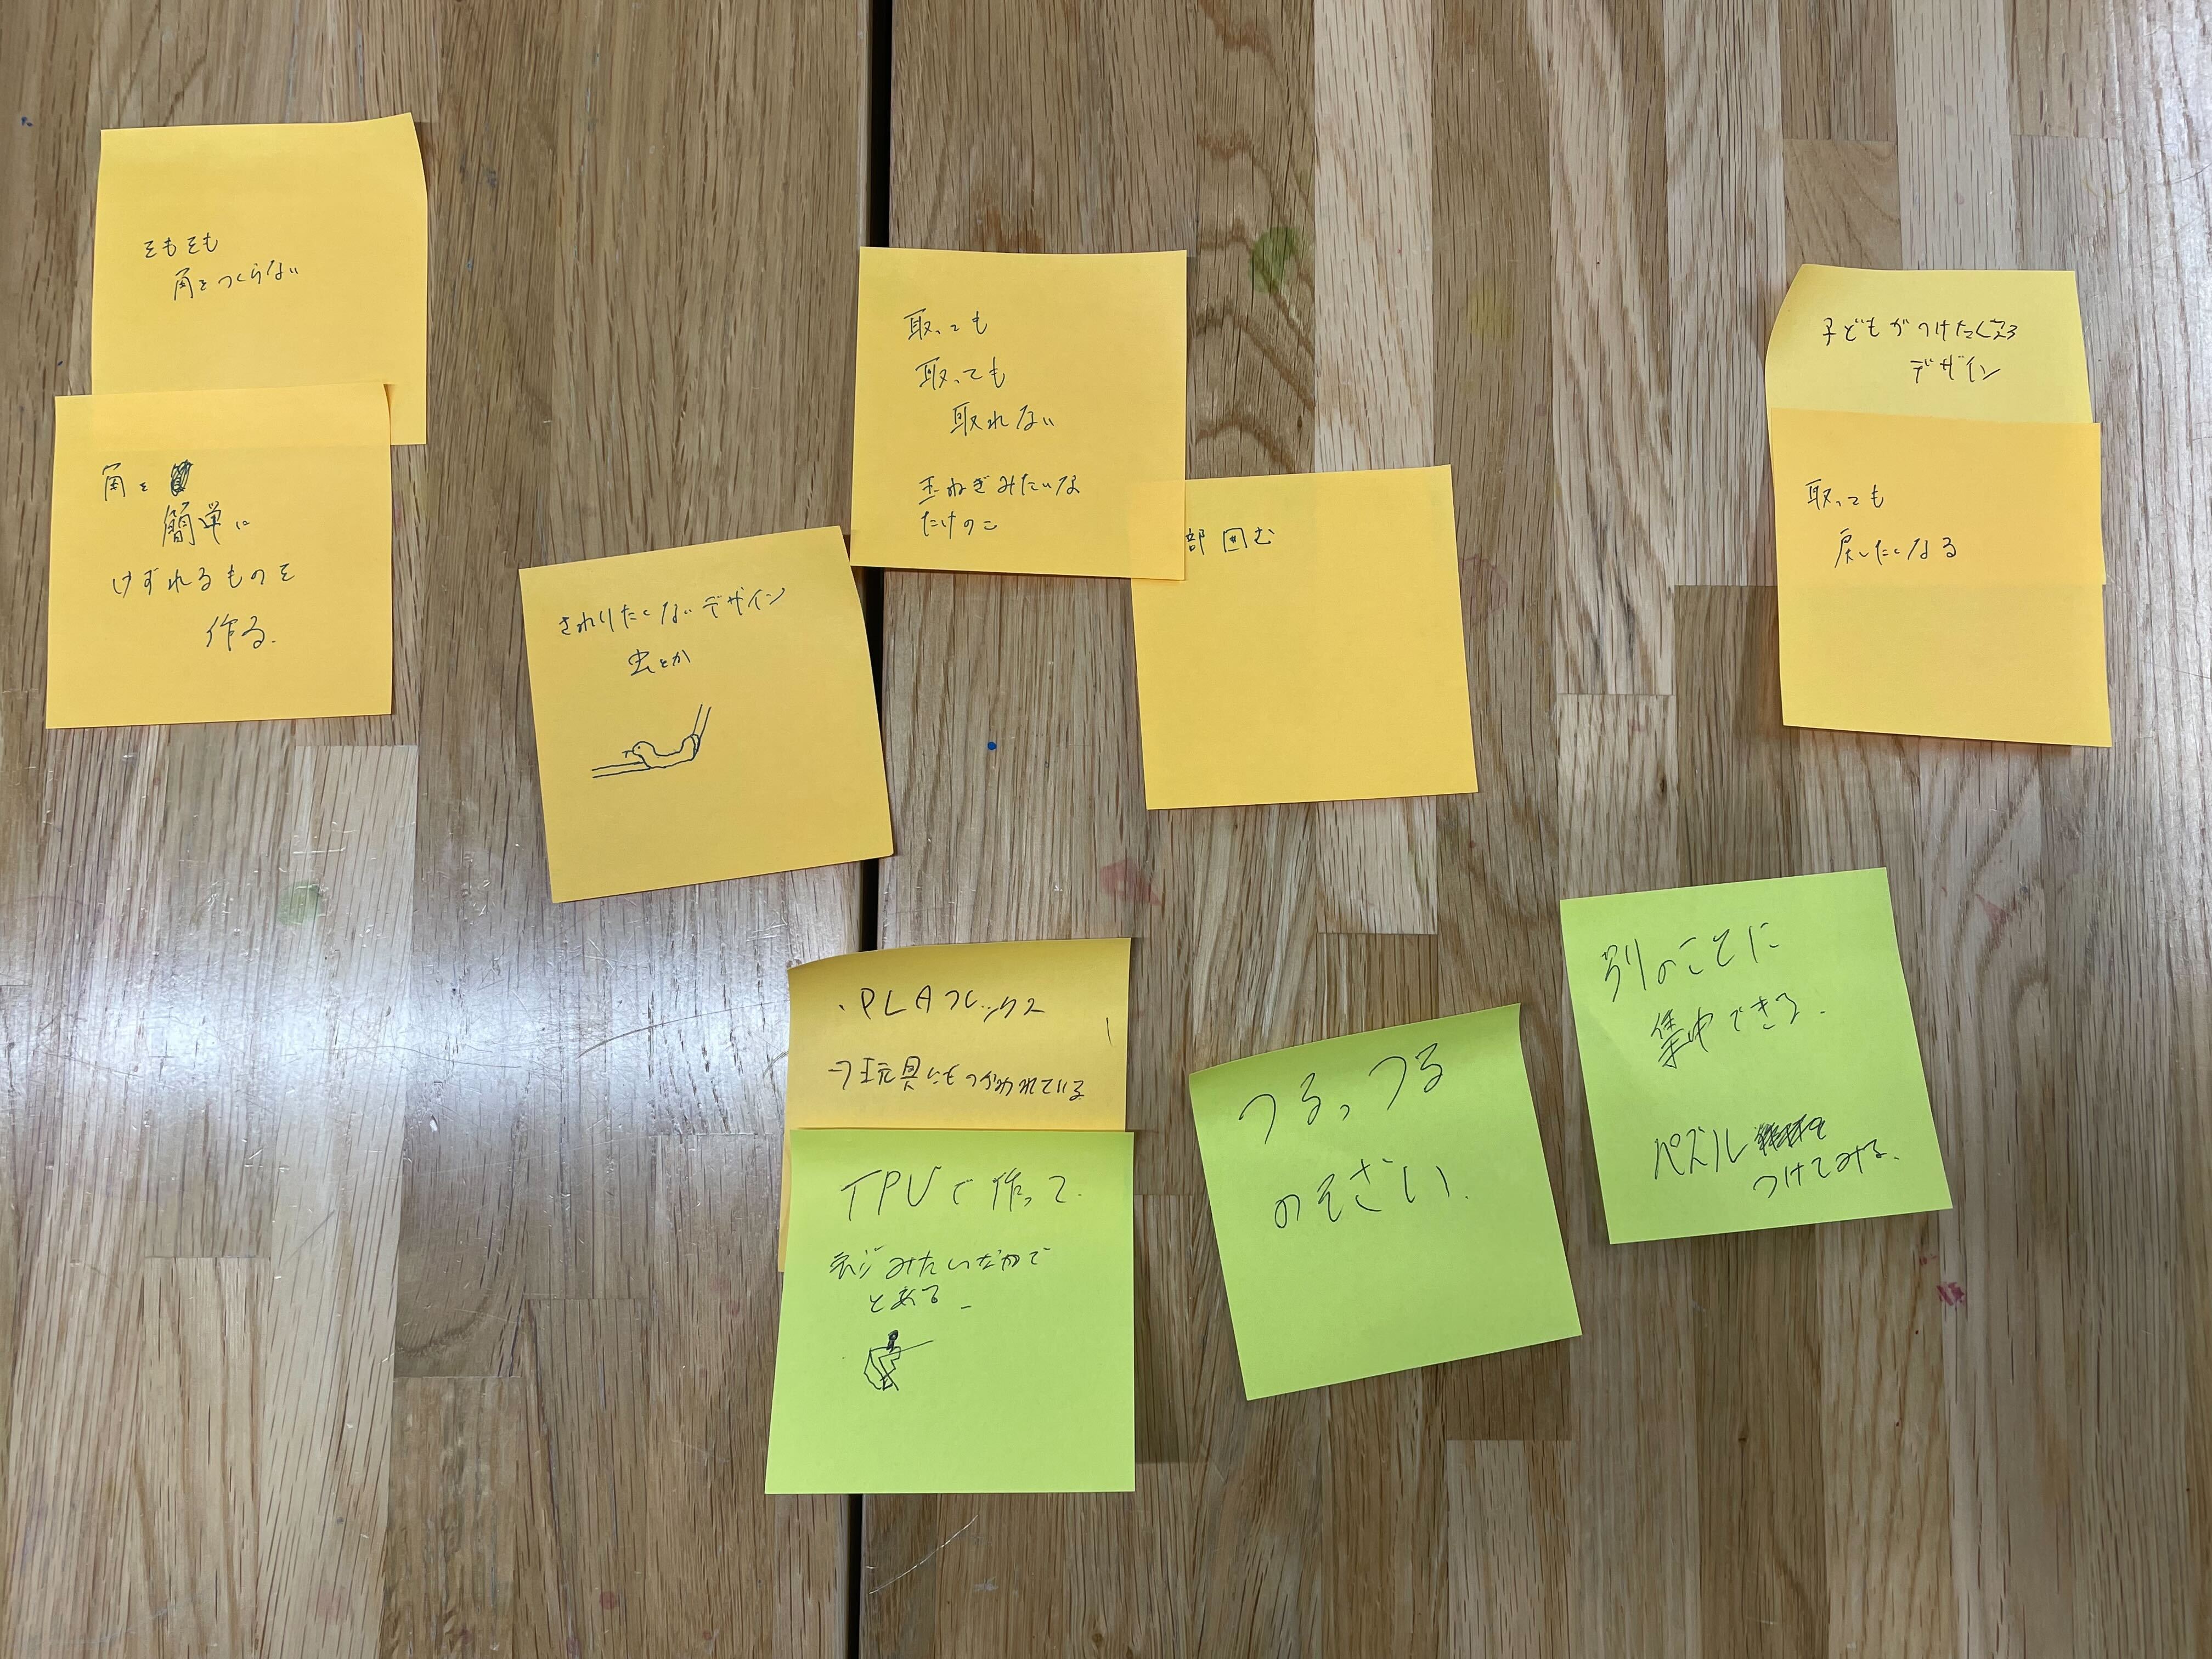 そもそも
角をつくらない
角を
簡単に
けずれるものを
作る.
さわりたくないデザイン
虫とか
取っても
取っても
取れない
玉ねぎみたいな
たけのこ
部囲む
子どもがつけたくなる
デザイン
取っても
戻したくなる
・PLAフレックス
→玩具にもつかわれている
TPUで作って.
ネジみたいなので
とめる
つるっつる
のそざい.
別のことに
集中できる.
パズル
つけてみる.